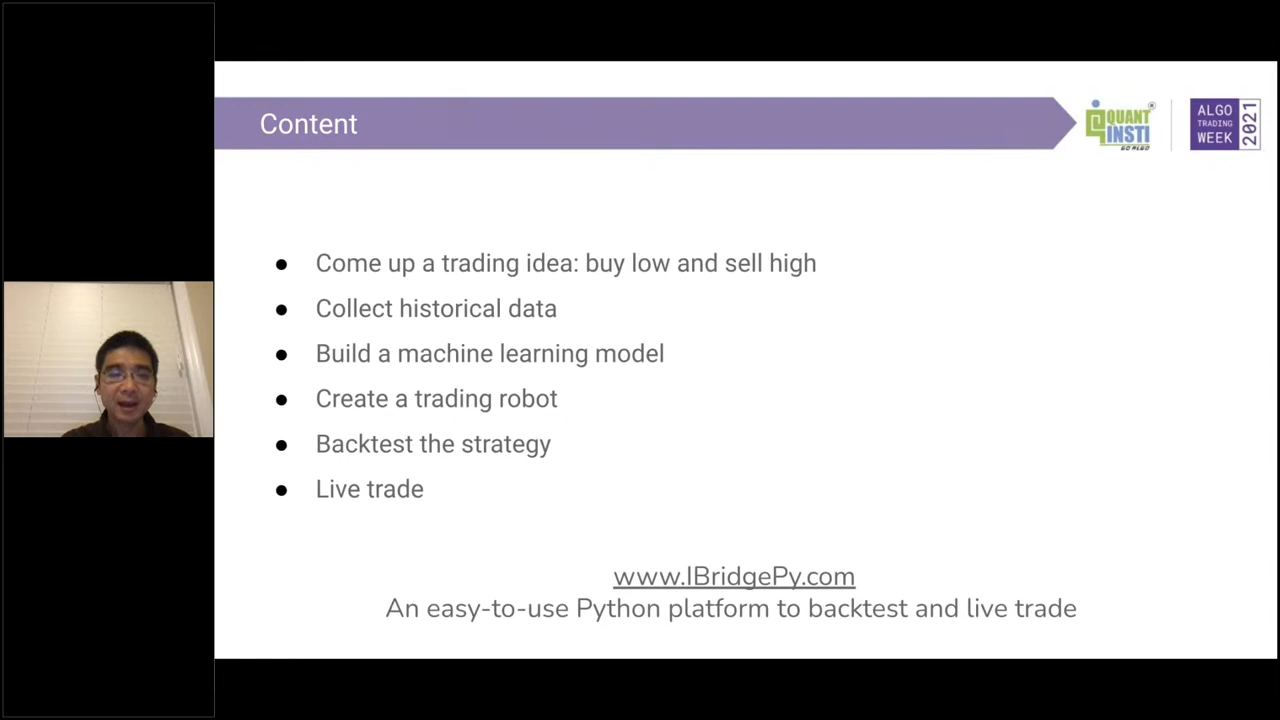 Content
QUANT
INSTI
GO ALGO
ALGO
TRADING
WEEK
2021
● Come up a trading idea: buy low and sell high
● Collect historical data
● Build a machine learning model
● Create a trading robot
● Backtest the strategy
● Live trade
www.IBridgePy.com
An easy-to-use Python platform to backtest and live trade